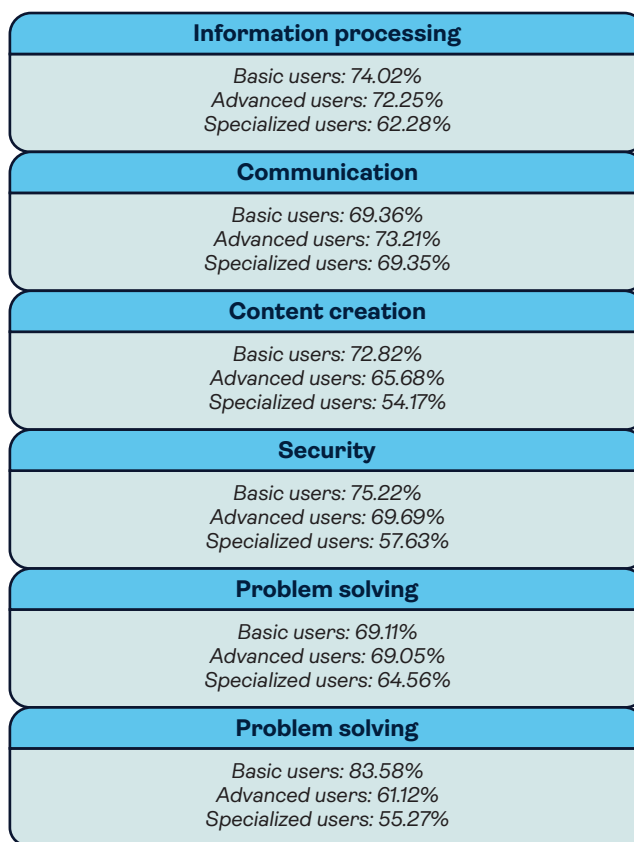 Information processing
Basic users: 74.02%
Advanced users: 72.25%
Specialized users: 62.28%
Communication
Basic users: 69.36%
Advanced users: 73.21%
Specialized users: 69.35%
Content creation
Basic users: 72.82%
Advanced users: 65.68%
Specialized users: 54.17%
Security
Basic users: 75.22%
Advanced users: 69.69%
Specialized users: 57.63%
Problem solving
Basic users: 69.11%
Advanced users: 69.05%
Specialized users: 64.56%
Problem solving
Basic users: 83.58%
Advanced users: 61.12%
Specialized users: 55.27%